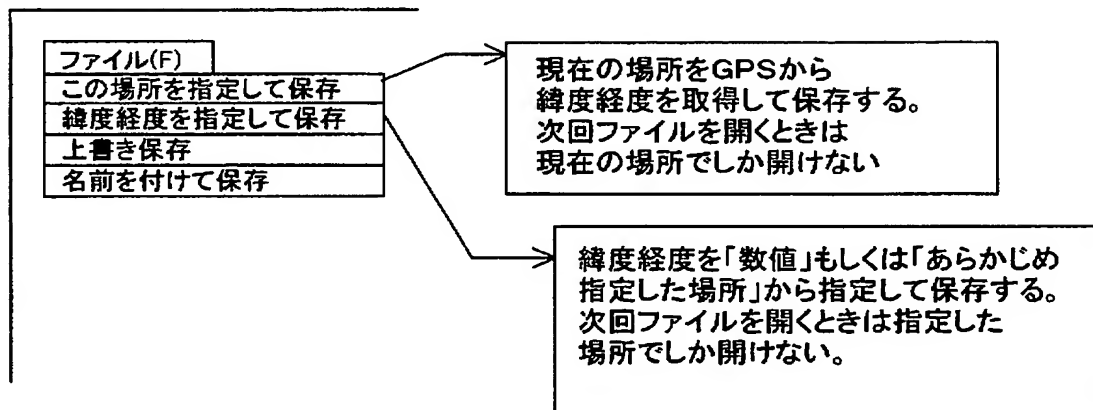 ファイル(F)
この場所を指定して保存
緯度経度を指定して保存
上書き保存
名前を付けて保存
現在の場所をGPSから
緯度経度を取得して保存する。
次回ファイルを開くときは
現在の場所でしか開けない
緯度経度を「数値」もしくは「あらかじめ
指定した場所」から指定して保存する。
次回ファイルを開くときは指定した
場所でしか開けない。